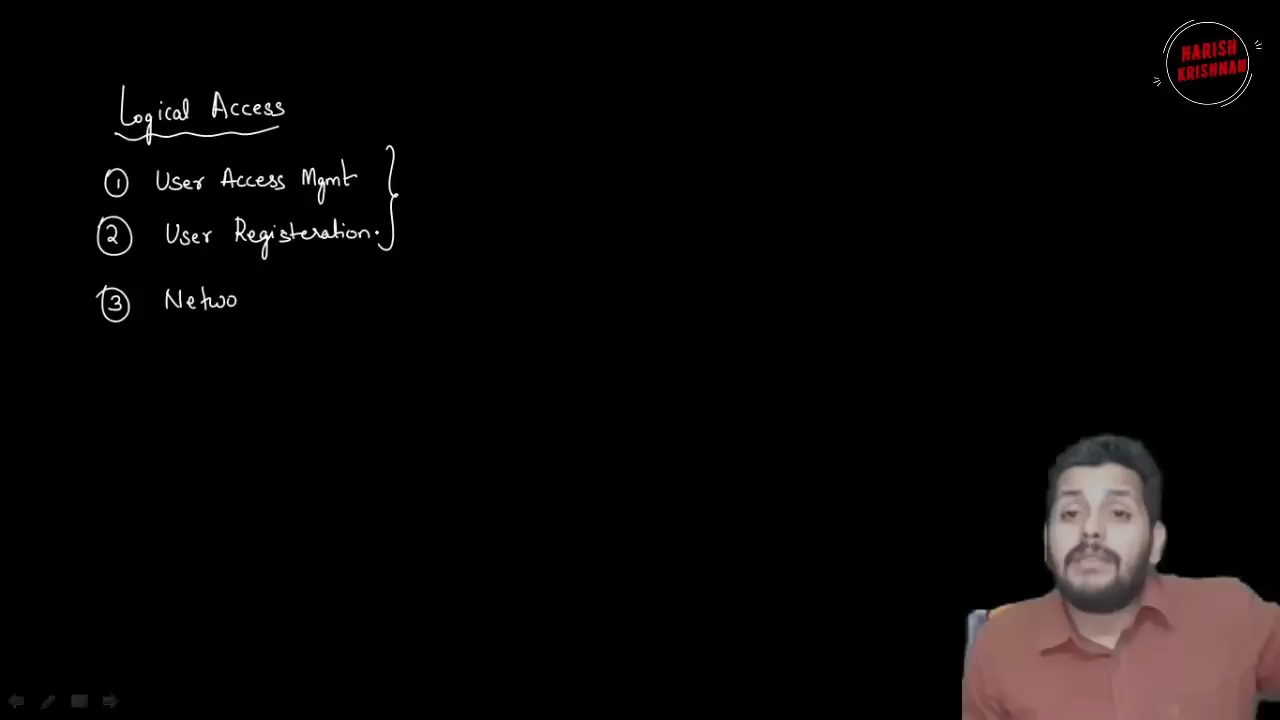 HARISH
KRISHNAN
Logical Access
① User Access Mgmt
② User Registeration.
③ Netwo